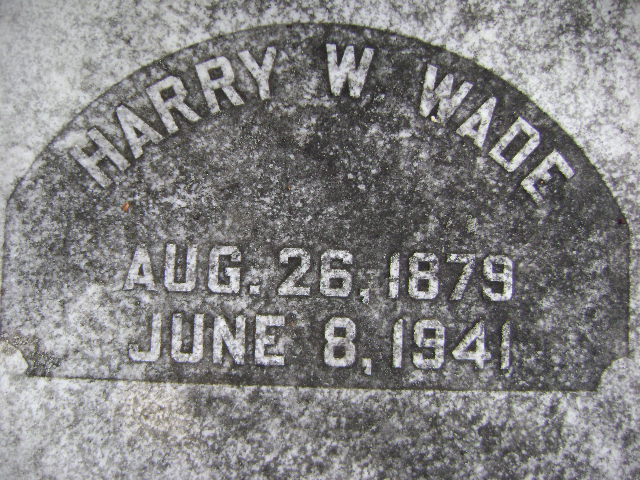 HARRY W WADE
AUG. 26, 1879
JUNE 8, 1941